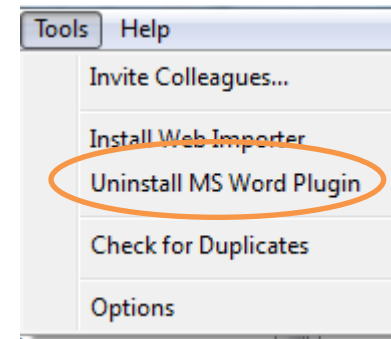 Tools Help
Invite Colleagues...
Install Web Importer
Uninstall MS Word Plugin
Check for Duplicates
Options